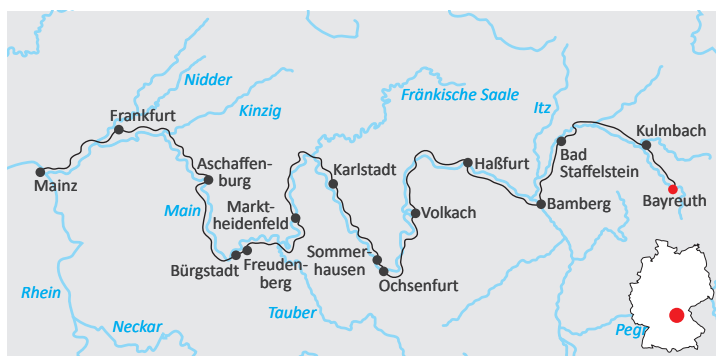 Nidder
Kinzig
Fränkische Saale
Itz
Frankfurt
Kulmbach
Mainz
Aschaffen-
burg
Karlstadt
Haßfurt
Bad
Staffelstein
Bayreuth
Main
Markt-
heidenfeld
Volkach
Bamberg
Bürgstadt
Freuden-
berg
Sommer-
hausen
Ochsenfurt
Rhein
Neckar
Tauber